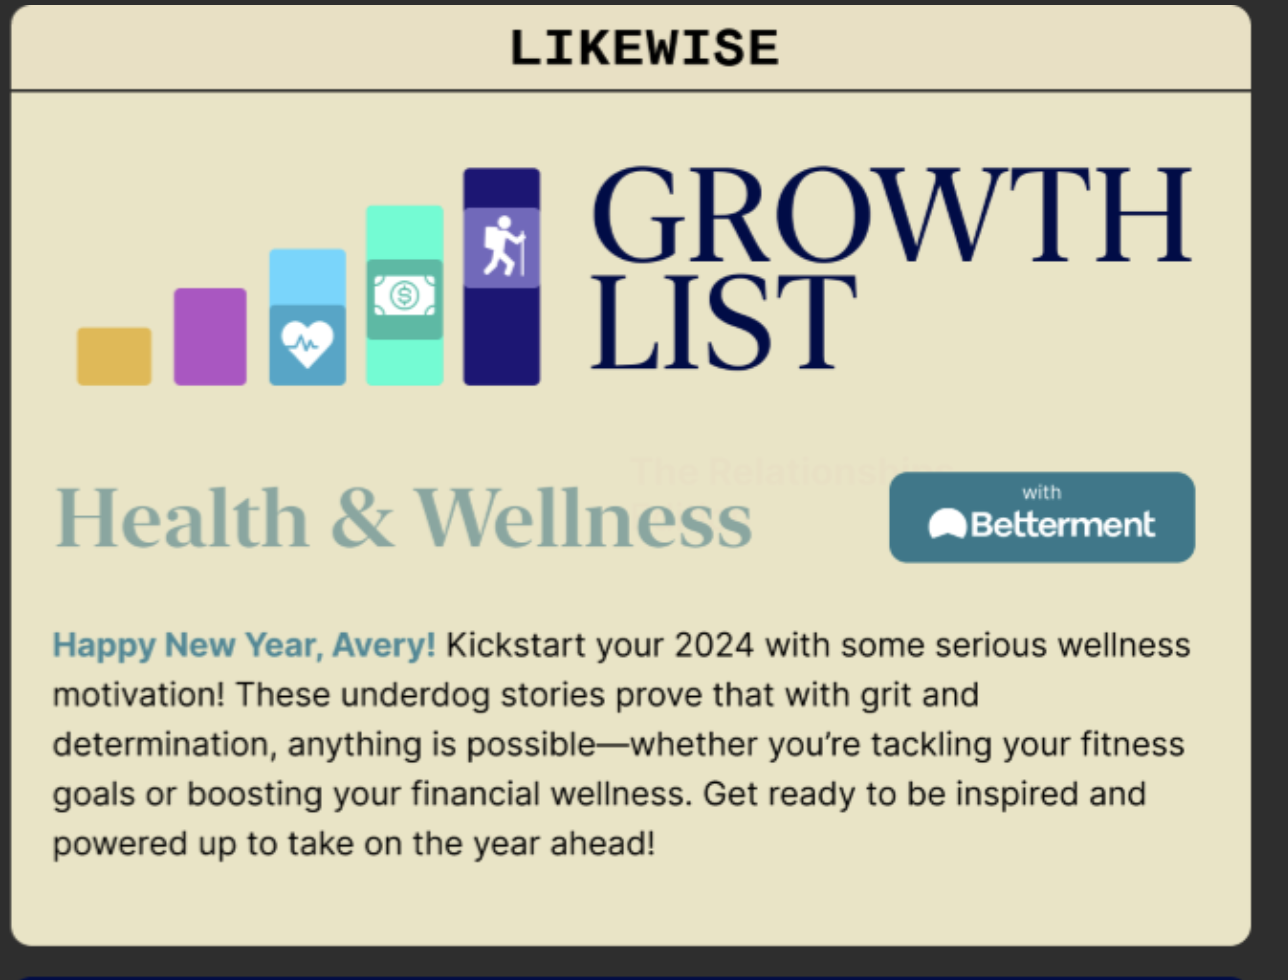 LIKEWISE
GROWTH
LIST
The Relationship
Health & Wellness
with
Betterment
Happy New Year, Avery! Kickstart your 2024 with some serious wellness
motivation! These underdog stories prove that with grit and
determination, anything is possible—whether you’re tackling your fitness
goals or boosting your financial wellness. Get ready to be inspired and
powered up to take on the year ahead!